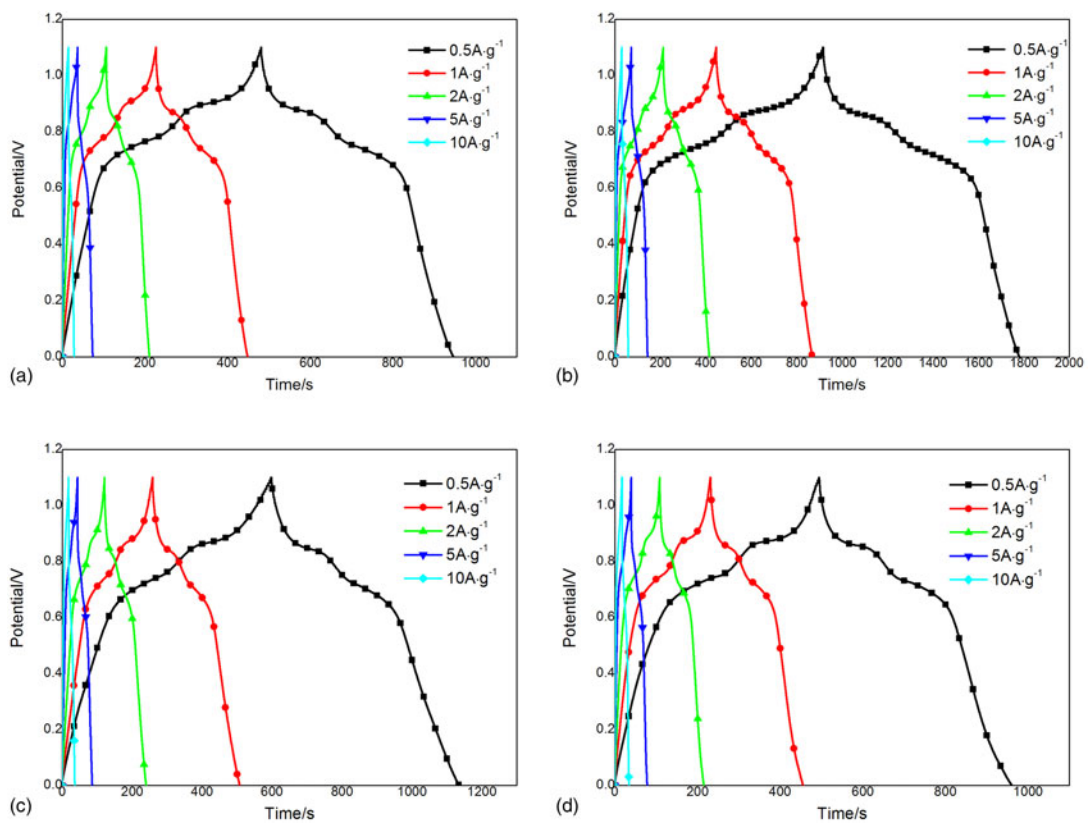 1.2
1.0
0.8
0.6
0.4
0.2
0.0
Potential/V
0.5A·g⁻¹
1A·g⁻¹
2A·g⁻¹
5A·g⁻¹
10A·g⁻¹
0 200 400 600 800 1000
Time/s
(a)
1.2
1.0
0.8
0.6
0.4
0.2
0.0
Potential/V
0.5A·g⁻¹
1A·g⁻¹
2A·g⁻¹
5A·g⁻¹
10A·g⁻¹
0 200 400 600 800 1000 1200 1400 1600 1800 2000
Time/s
(b)
1.2
1.0
0.8
0.6
0.4
0.2
0.0
Potential/V
0.5A·g⁻¹
1A·g⁻¹
2A·g⁻¹
5A·g⁻¹
10A·g⁻¹
0 200 400 600 800 1000 1200
Time/s
(c)
1.2
1.0
0.8
0.6
0.4
0.2
0.0
Potential/V
0.5A·g⁻¹
1A·g⁻¹
2A·g⁻¹
5A·g⁻¹
10A·g⁻¹
0 200 400 600 800 1000
Time/s
(d)